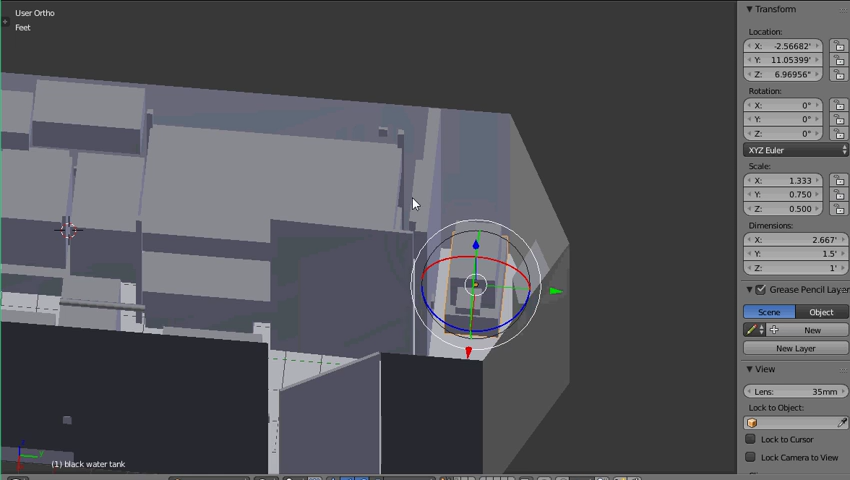 User Ortho
Feet
(1) black water tank
Transform
Location:
X: -2.56682'
Y: 11.05399'
Z: 6.96956"
Rotation:
X: 0°
Y: 0°
Z: 0°
XYZ Euler
Scale:
X: 1.333
Y: 0.750
Z: 0.500
Dimensions:
X: 2.667'
Y: 1.5'
Z: 1'
Grease Pencil Layer
Scene Object
New
New Layer
View
Lens: 35mm
Lock to Object:
Lock to Cursor
Lock Camera to View